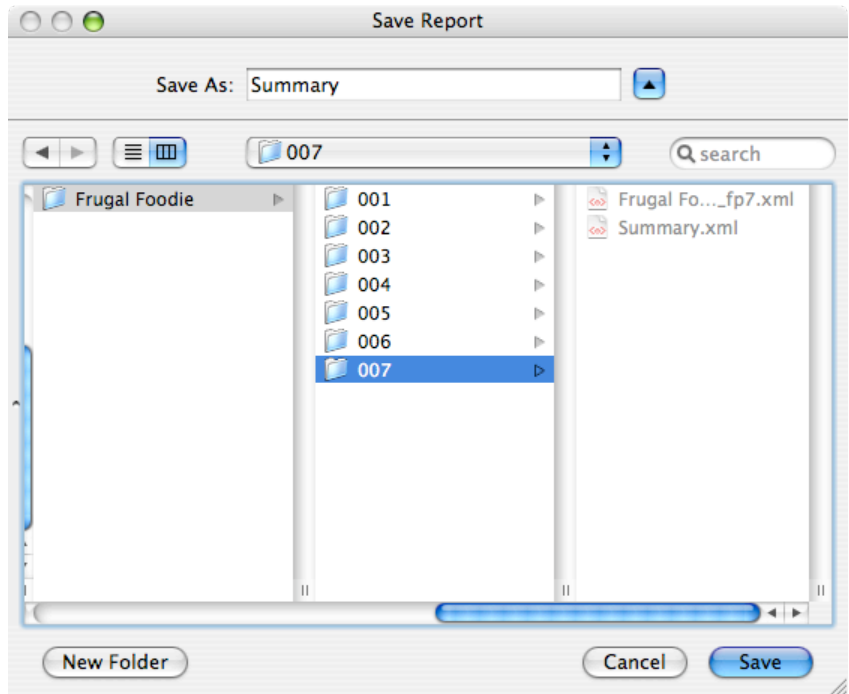 Save Report
Save As: Summary
007
search
Frugal Foodie
001
002
003
004
005
006
007
Frugal Fo..._fp7.xml
Summary.xml
New Folder
Cancel
Save